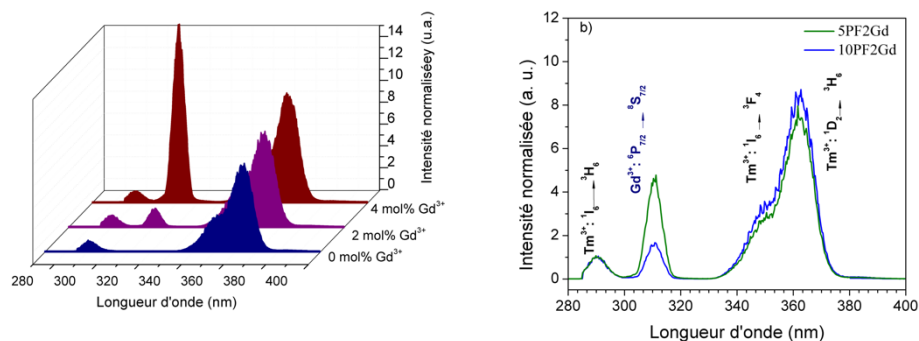 14
12
10
8
6
4
2
0
Intensité normaliséey (u.a.)
4 mol% Gd³⁺
2 mol% Gd³⁺
0 mol% Gd³⁺
280 300 320 340 360 380 400
Longueur d'onde (nm)
b)
5PF2Gd
10PF2Gd
12
10
8
6
4
2
0
Intensité normalisée (a. u.)
Tm³⁺: ¹I₆ → ³H₆
Gd³⁺: ⁶P₇/₂ → ⁸S₇/₂
Tm³⁺: ¹I₆ → ³F₄
Tm³⁺: ¹D₂ → ³H₆
280 300 320 340 360 380 400
Longueur d'onde (nm)